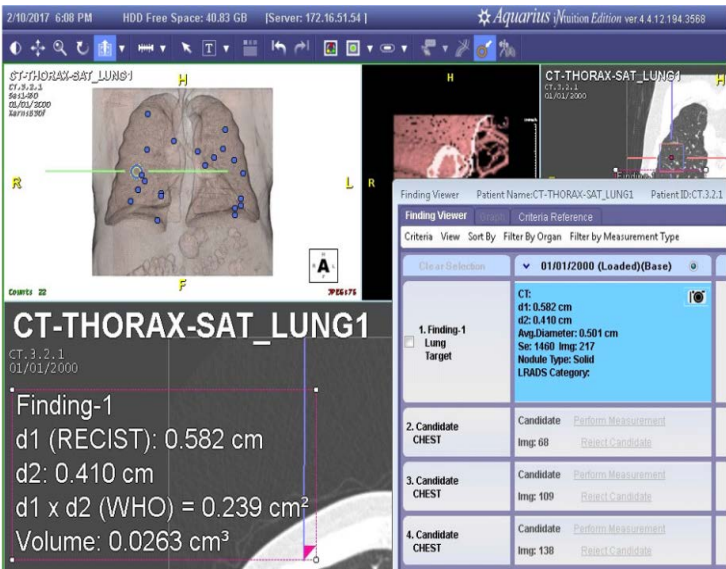 2/10/2017 6:08 PM HDD Free Space: 40.83 GB [Server: 172.16.51.54 ]
Aquarius iNtuition Edition ver.4.4.12.194.3568
T
CT-THORAX-SAT_LUNG1
CT.3.2.1
01/01/2000
H
R
L
F
A
Counts 22
JPEG±75
H
R
CT-THORAX-SAT_LUNG1
CT.3.2.1
01/01/2000
H
Finding Viewer Patient Name:CT-THORAX-SAT_LUNG1 Patient ID:CT.3.2.1
Finding Viewer Graph Criteria Reference
Criteria View Sort By Filter By Organ Filter by Measurement Type
Clear Selection 01/01/2000 (Loaded)(Base)
1. Finding-1
Lung
Target
CT:
d1: 0.582 cm
d2: 0.410 cm
Avg.Diameter: 0.501 cm
Se: 1460 Img: 217
Nodule Type: Solid
LRADS Category:
2. Candidate
CHEST
Candidate Perform Measurement
Img: 68 Reject Candidate
3. Candidate
CHEST
Candidate Perform Measurement
Img: 109 Reject Candidate
4. Candidate
CHEST
Candidate Perform Measurement
Img: 138 Reject Candidate
CT-THORAX-SAT_LUNG1
CT.3.2.1
01/01/2000
Finding-1
d1 (RECIST): 0.582 cm
d2: 0.410 cm
d1 x d2 (WHO) = 0.239 cm²
Volume: 0.0263 cm³